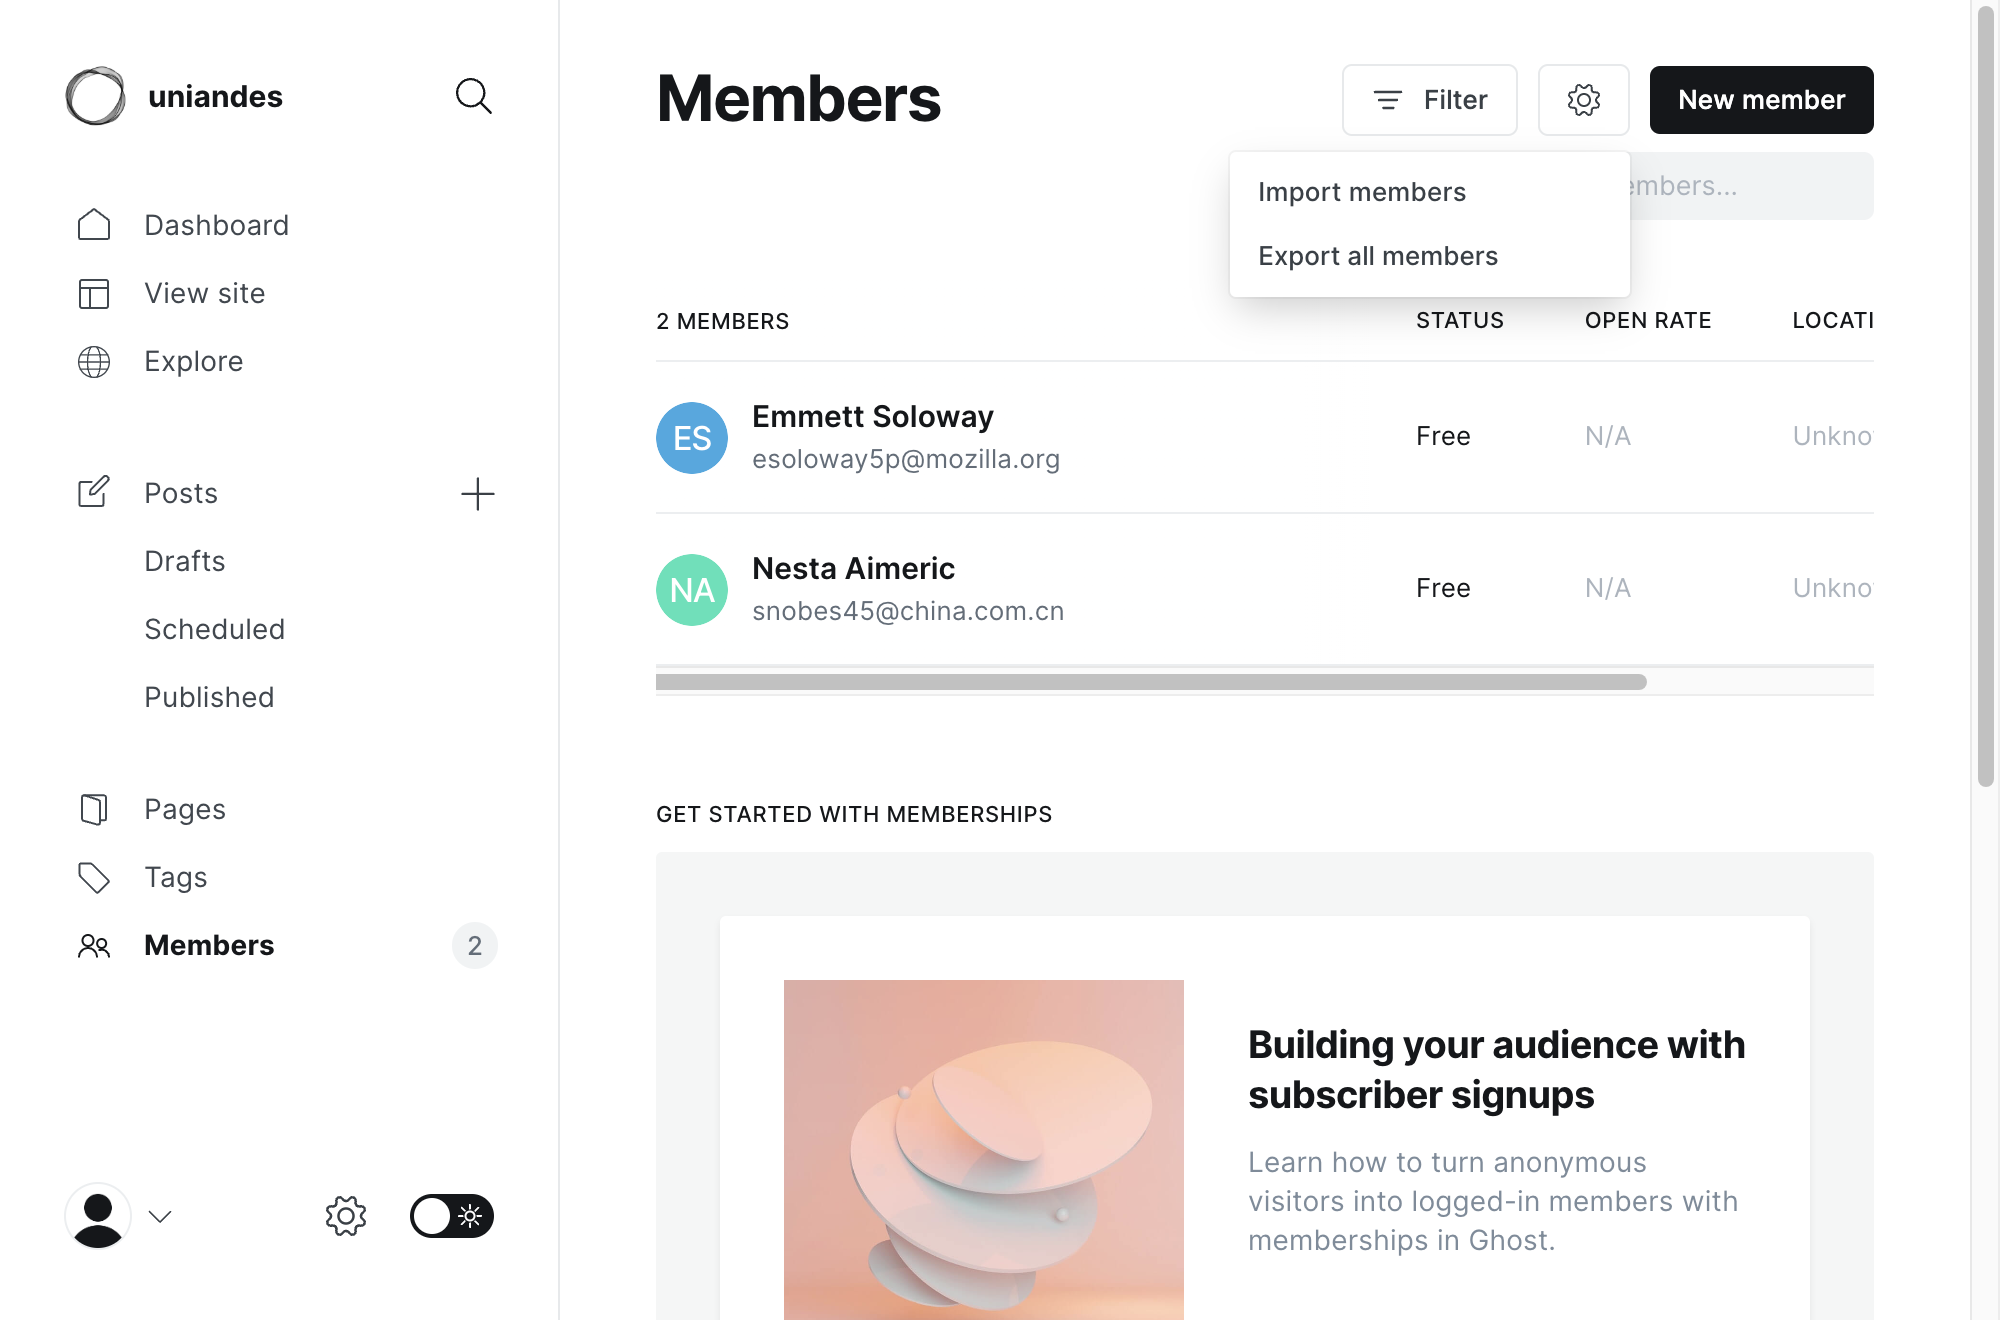 uniandes
Dashboard
View site
Explore
Posts
Drafts
Scheduled
Published
Pages
Tags
Members
2
Members
Filter
New member
Import members
Export all members
embers...
2 MEMBERS
STATUS
OPEN RATE
LOCATI
ES
Emmett Soloway
esoloway5p@mozilla.org
Free
N/A
Unkno
NA
Nesta Aimeric
snobes45@china.com.cn
Free
N/A
Unkno
GET STARTED WITH MEMBERSHIPS
Building your audience with
subscriber signups
Learn how to turn anonymous
visitors into logged-in members with
memberships in Ghost.